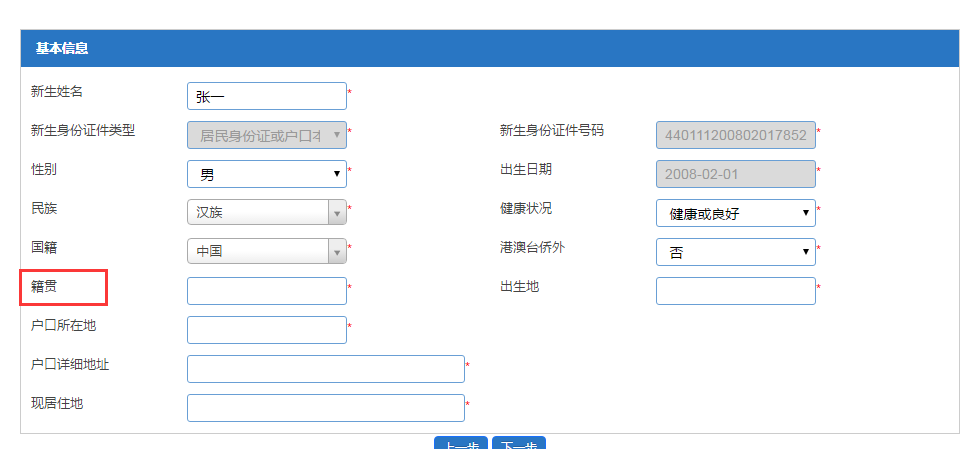 基本信息
新生姓名 张一 *
新生身份证件类型 居民身份证或户口本 * 新生身份证件号码 440111200802017852 *
性别 男 * 出生日期 2008-02-01 *
民族 汉族 * 健康状况 健康或良好 *
国籍 中国 * 港澳台侨外 否 *
籍贯 * 出生地 *
户口所在地 *
户口详细地址 *
现居住地 *
上一步 下一步